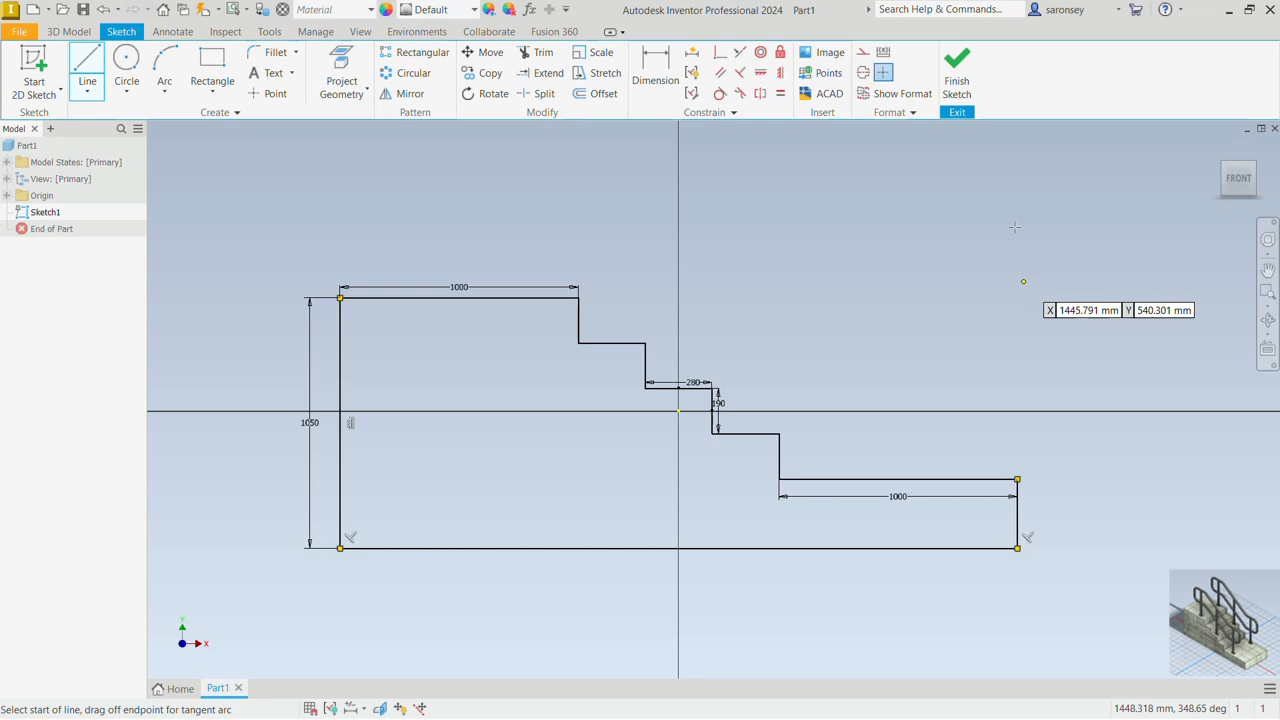 Material
Default
Autodesk Inventor Professional 2024 Part1
Search Help & Commands...
saronsey
File
3D Model
Sketch
Annotate
Inspect
Tools
Manage
View
Environments
Collaborate
Fusion 360
Start
2D Sketch
Line
Circle
Arc
Rectangle
Fillet
Text
Point
Project
Geometry
Rectangular
Circular
Mirror
Move
Copy
Rotate
Trim
Extend
Split
Scale
Stretch
Offset
Dimension
Image
Points
ACAD
Show Format
Finish
Sketch
Sketch
Create
Pattern
Modify
Constrain
Insert
Format
Exit
Model
Part1
Model States: [Primary]
View: [Primary]
Origin
Sketch1
End of Part
FRONT
1000
X 1445.791 mm Y 540.301 mm
280
190
1050
1000
Y
X
Home
Part1
Select start of line, drag off endpoint for tangent arc
1448.318 mm, 348.65 deg 1 1